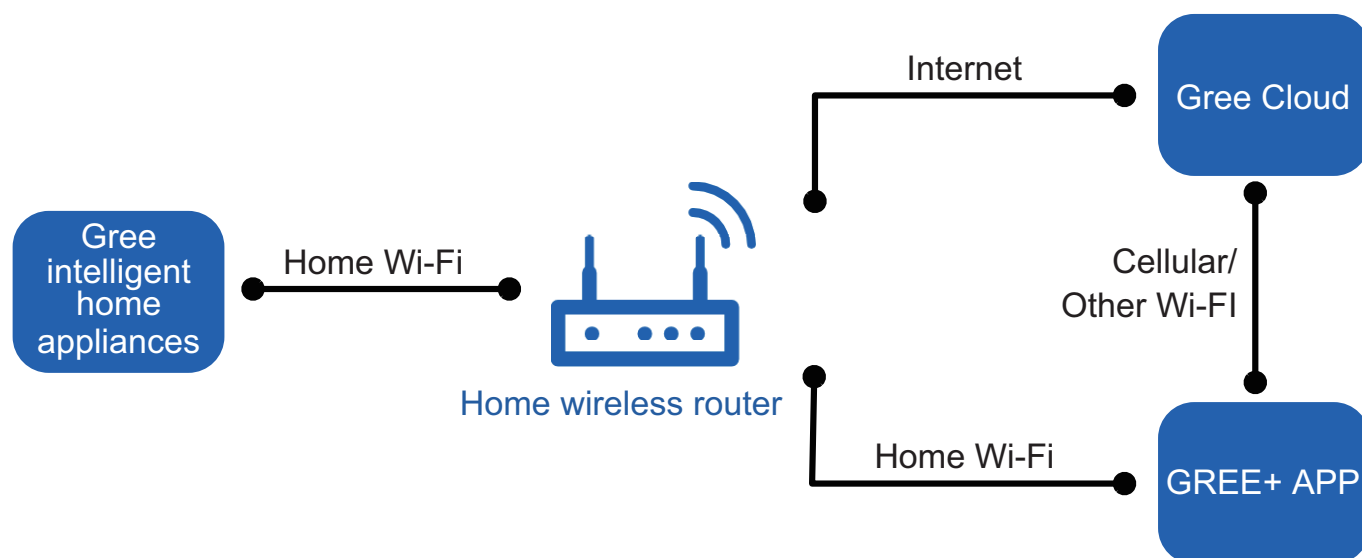 Internet
Gree Cloud
Gree
intelligent
home
appliances
Home Wi-Fi
Cellular/
Other Wi-FI
Home wireless router
Home Wi-Fi
GREE+ APP